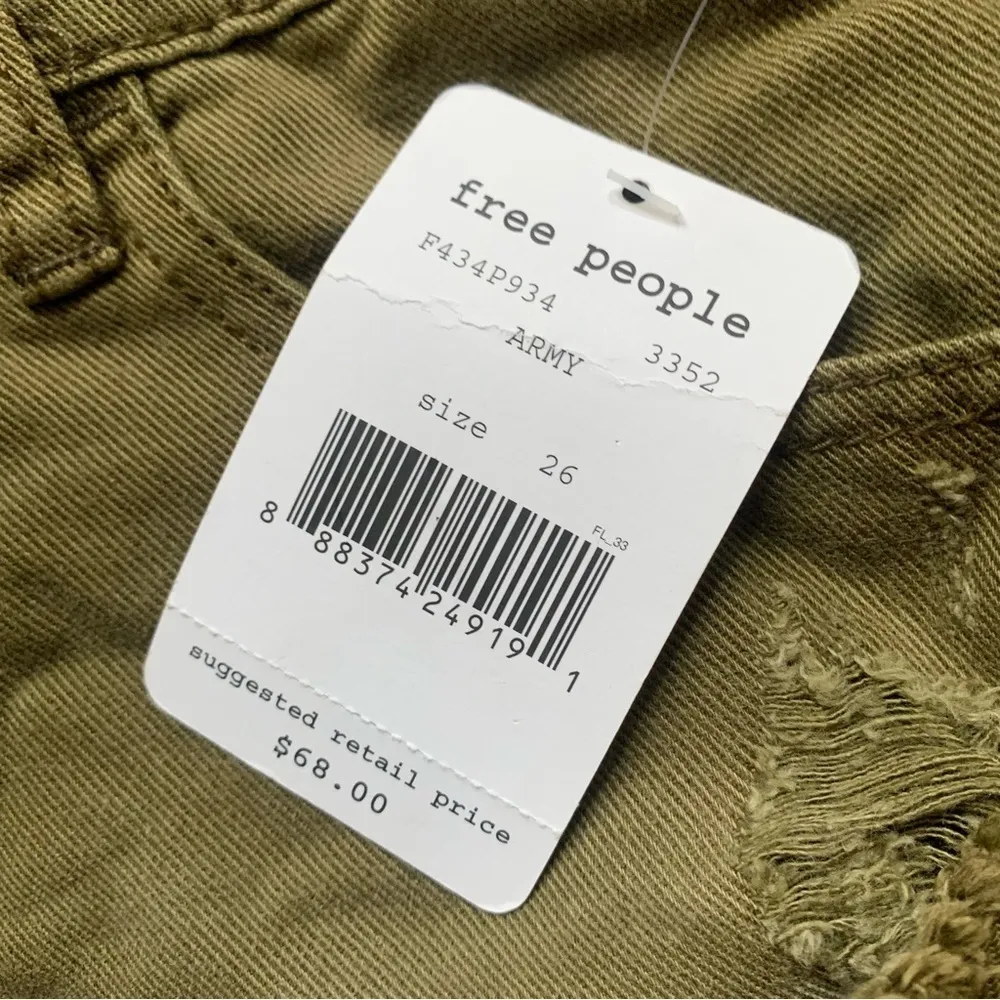 free people
F434P934 3352
ARMY
size 26
FL_33
8 88374 24919 1
suggested retail price
$68.00